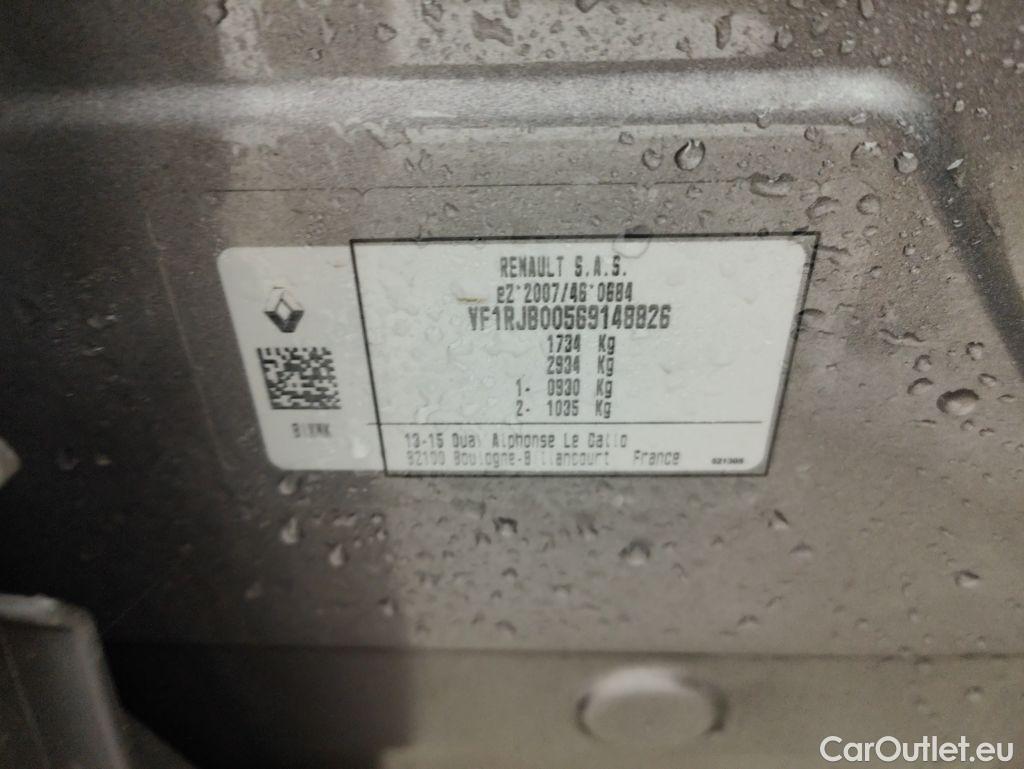 RENAULT S.A.S.
e2*2007/46*0684
VF1RJB00569148826
1734 Kg
2934 Kg
1- 0930 Kg
2- 1035 Kg
13-15 Quai Alphonse Le Gallo
92100 Boulogne-Billancourt France
CarOutlet.eu